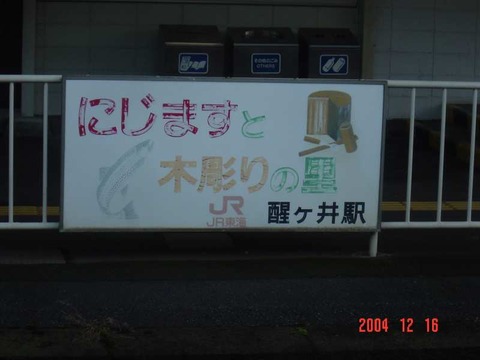 にじますと
木彫りの里
JR
JR東海
醒ヶ井駅
2004 12 16